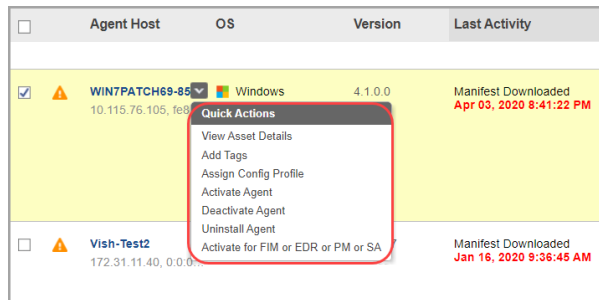 Agent Host OS Version Last Activity
WIN7PATCH69-85 Windows 4.1.0.0 Manifest Downloaded
10.115.76.105, fe8 Apr 03, 2020 8:41:22 PM
Quick Actions
View Asset Details
Add Tags
Assign Config Profile
Activate Agent
Deactivate Agent
Uninstall Agent
Activate for FIM or EDR or PM or SA
Vish-Test2 7 Manifest Downloaded
172.31.11.40, 0:0:0:... Jan 16, 2020 9:36:45 AM